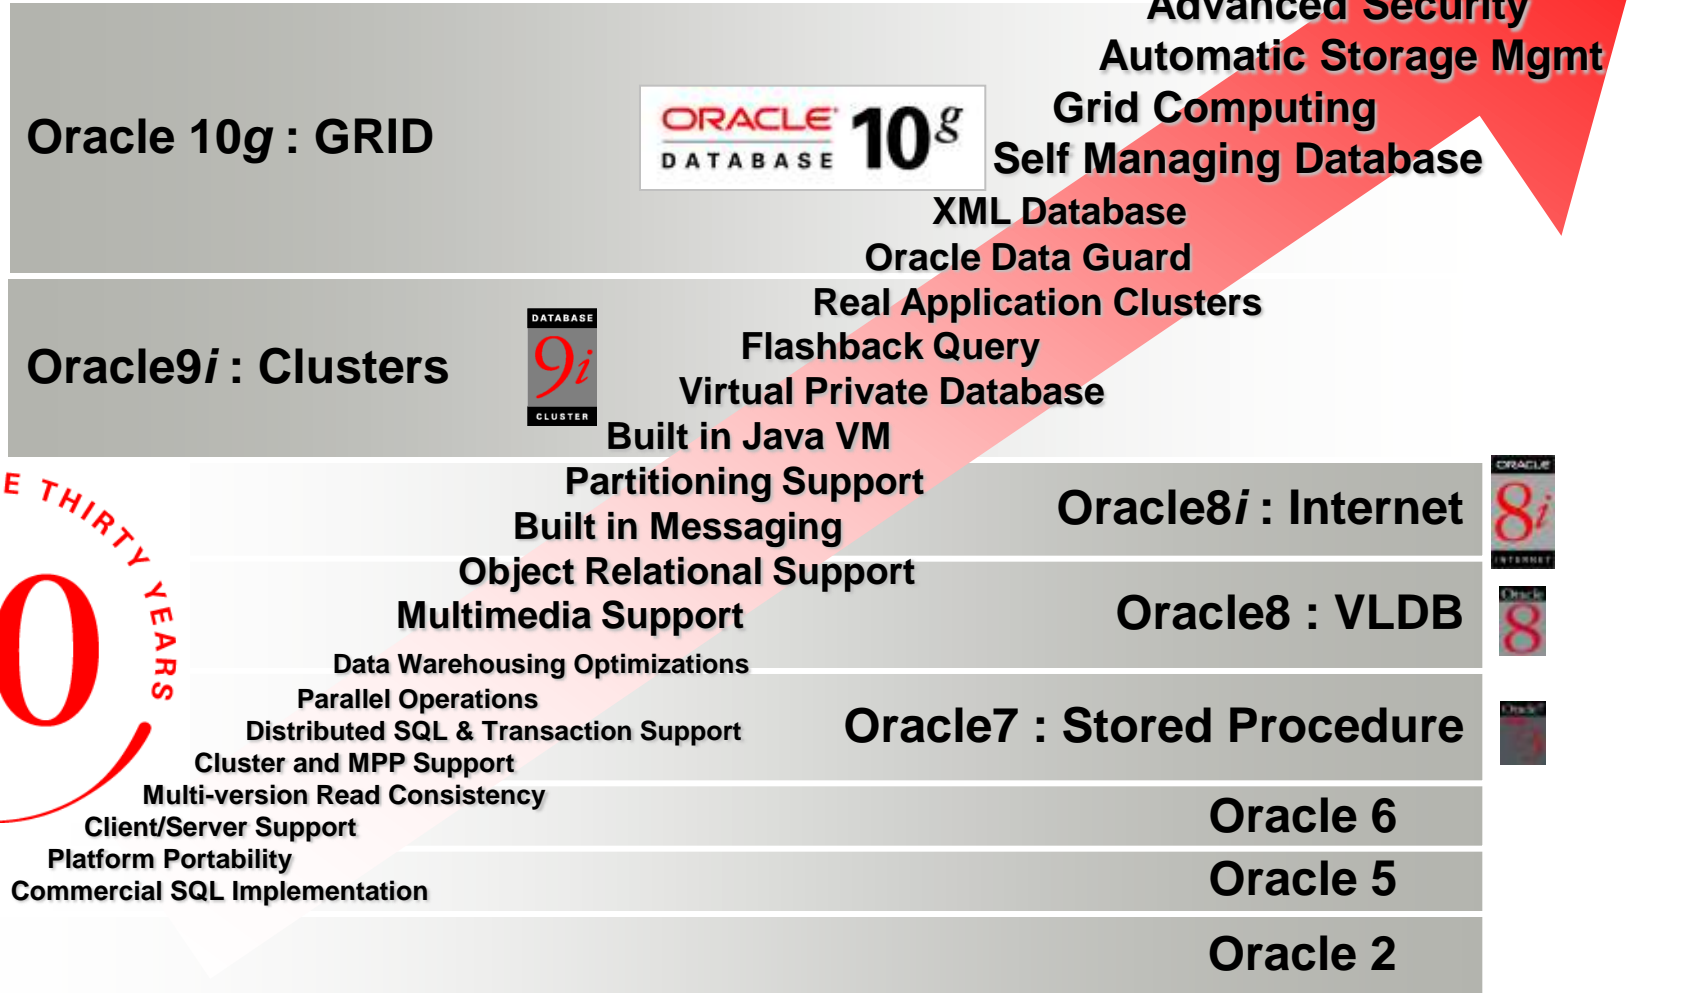 Advanced Security
Automatic Storage Mgmt
Grid Computing
Self Managing Database
Oracle 10g : GRID
ORACLE
DATABASE 10g
XML Database
Oracle Data Guard
Real Application Clusters
Flashback Query
Virtual Private Database
Oracle9i : Clusters
DATABASE
9i
CLUSTER
Built in Java VM
Partitioning Support
Built in Messaging
Object Relational Support
Multimedia Support
Oracle8i : Internet
ORACLE
8i
INTERNET
Oracle8 : VLDB
Oracle
8
E THIRTY YEARS
0
Data Warehousing Optimizations
Parallel Operations
Distributed SQL & Transaction Support
Cluster and MPP Support
Multi-version Read Consistency
Client/Server Support
Platform Portability
Commercial SQL Implementation
Oracle7 : Stored Procedure
Oracle 6
Oracle 5
Oracle 2